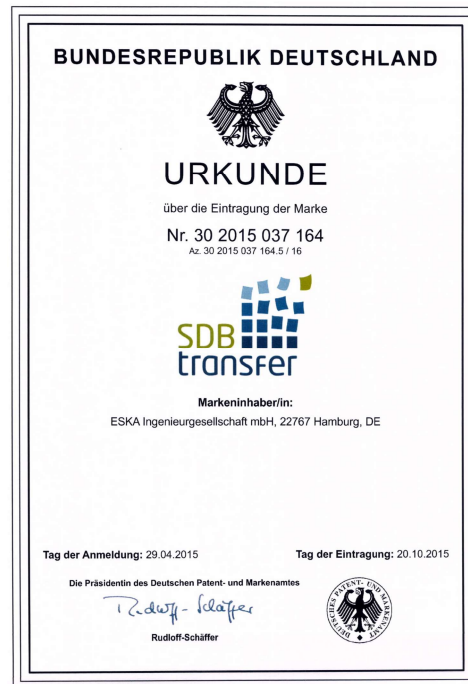 BUNDESREPUBLIK DEUTSCHLAND
URKUNDE
über die Eintragung der Marke
Nr. 30 2015 037 164
Az. 30 2015 037 164.5 / 16
SDB
transfer
Markeninhaber/in:
ESKA Ingenieurgesellschaft mbH, 22767 Hamburg, DE
Tag der Anmeldung: 29.04.2015
Tag der Eintragung: 20.10.2015
Die Präsidentin des Deutschen Patent- und Markenamtes
Rudloff-Schäffer
Rudloff-Schäffer
DEUTSCHES PATENT- UND MARKENAMT